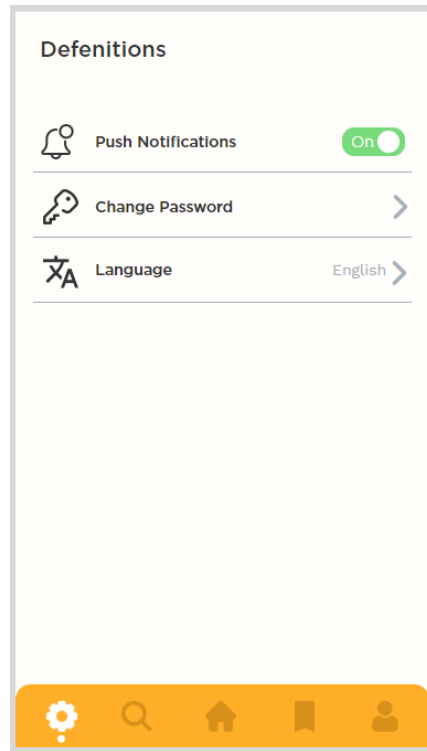 Defenitions
Push Notifications On
Change Password
Language English